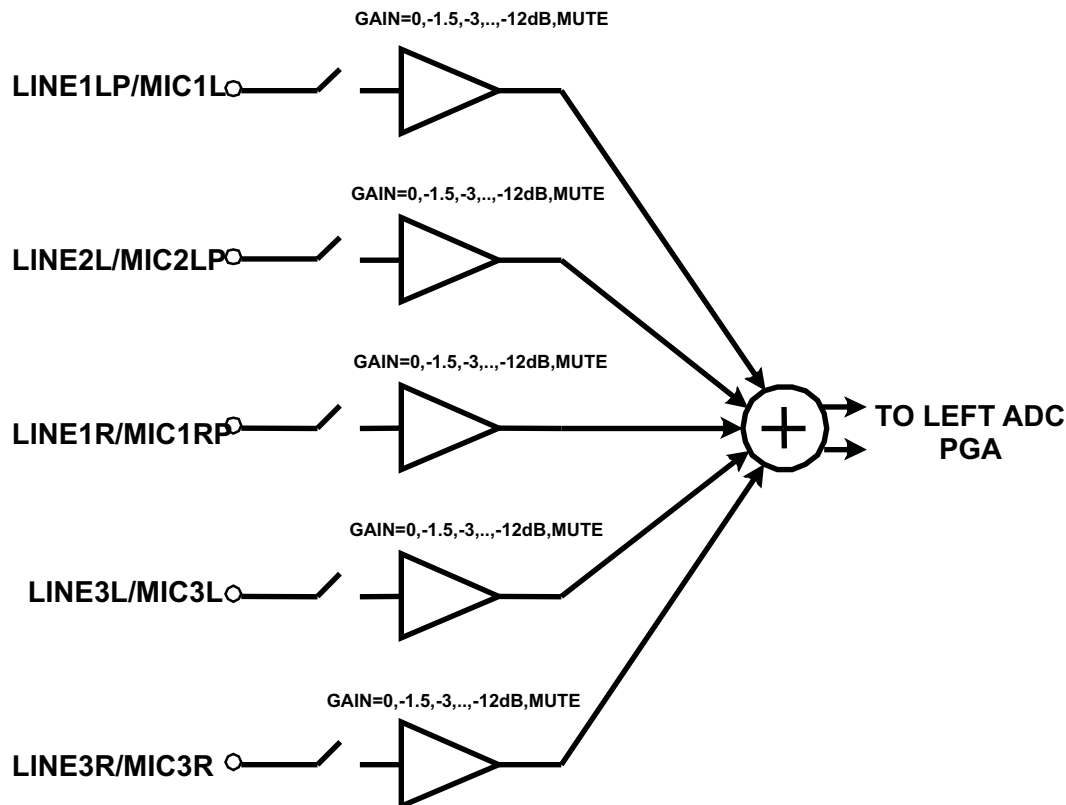 GAIN=0,-1.5,-3,..,-12dB,MUTE
LINE1LP/MIC1L
GAIN=0,-1.5,-3,..,-12dB,MUTE
LINE2L/MIC2LP
GAIN=0,-1.5,-3,..,-12dB,MUTE
LINE1R/MIC1RP
TO LEFT ADC
PGA
GAIN=0,-1.5,-3,..,-12dB,MUTE
LINE3L/MIC3L
GAIN=0,-1.5,-3,..,-12dB,MUTE
LINE3R/MIC3R